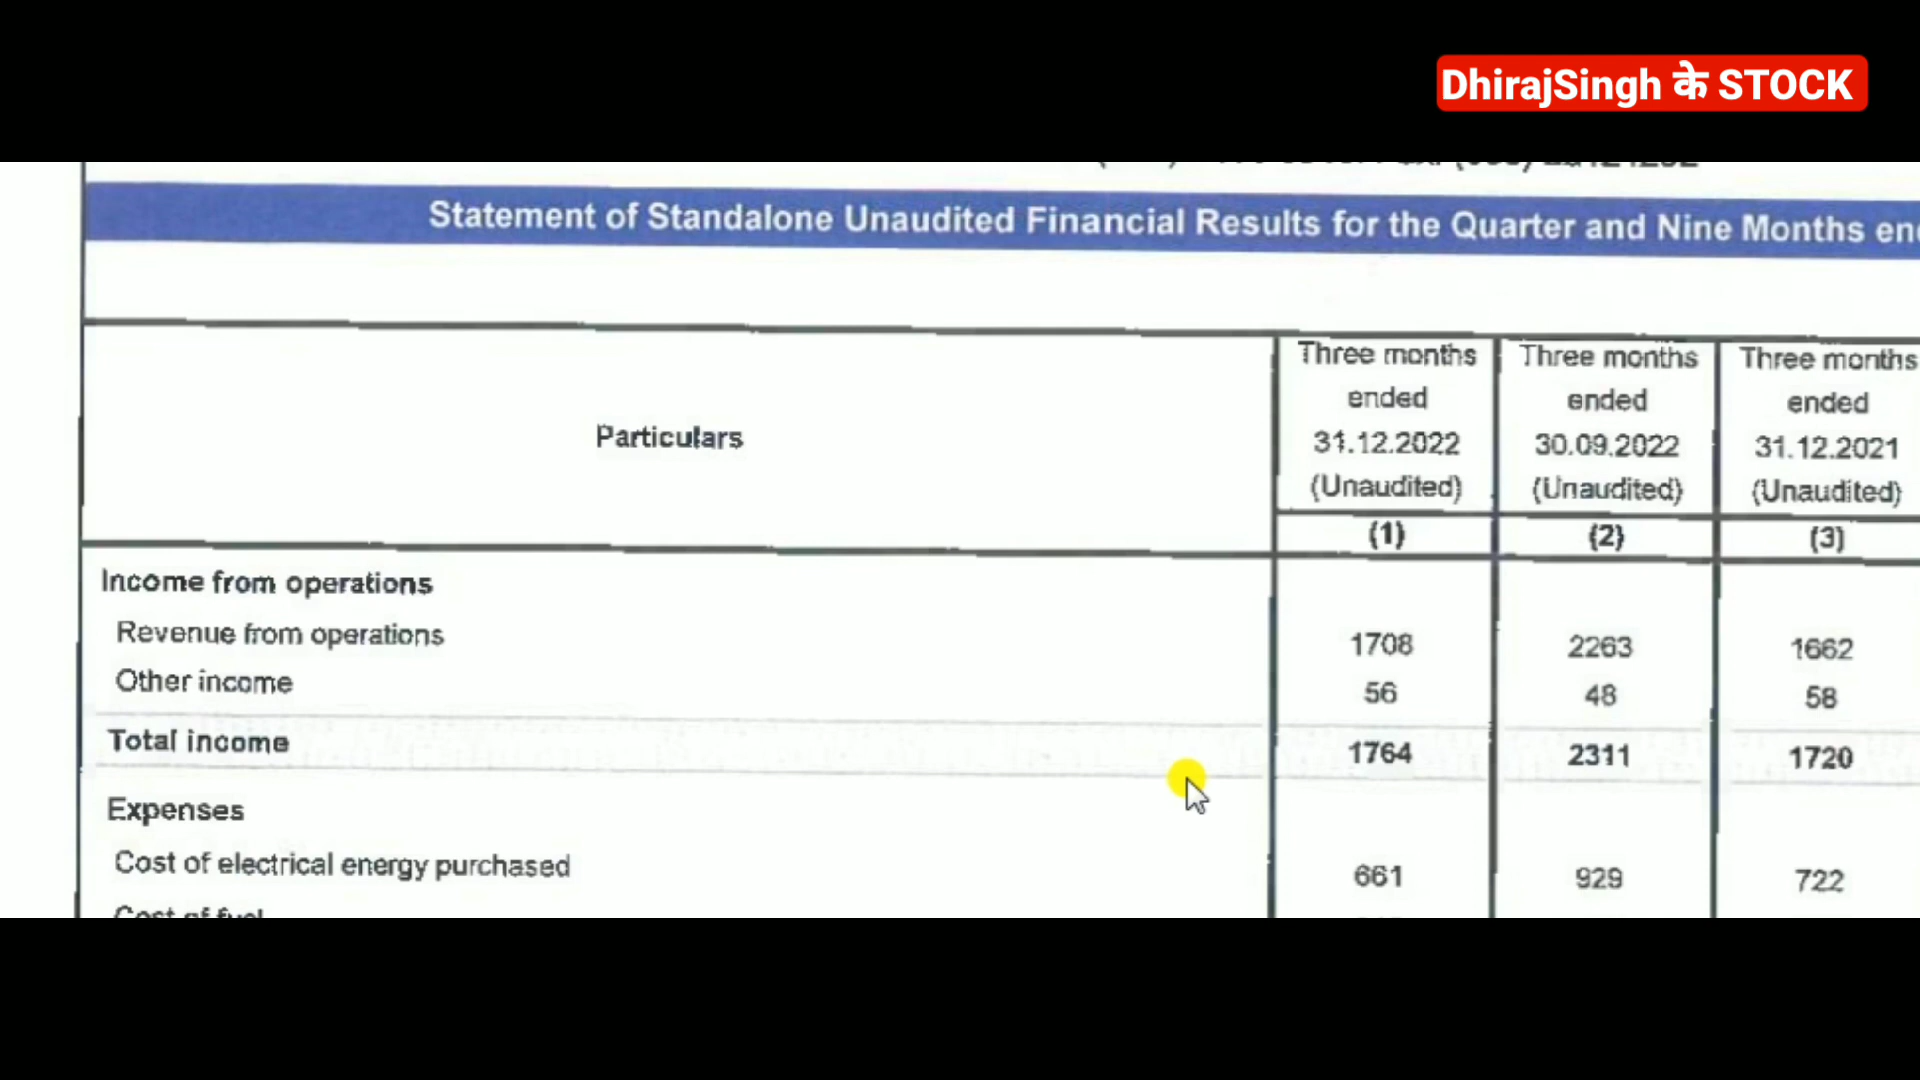 DhirajSingh के STOCK
Statement of Standalone Unaudited Financial Results for the Quarter and Nine Months
Particulars
Three months ended 31.12.2022 (Unaudited)
Three months ended 30.09.2022 (Unaudited)
Three months ended 31.12.2021 (Unaudited)
(1) (2) (3)
Income from operations
Revenue from operations 1708 2263 1662
Other income 56 48 58
Total income 1764 2311 1720
Expenses
Cost of electrical energy purchased 661 929 722
Cost of fuel